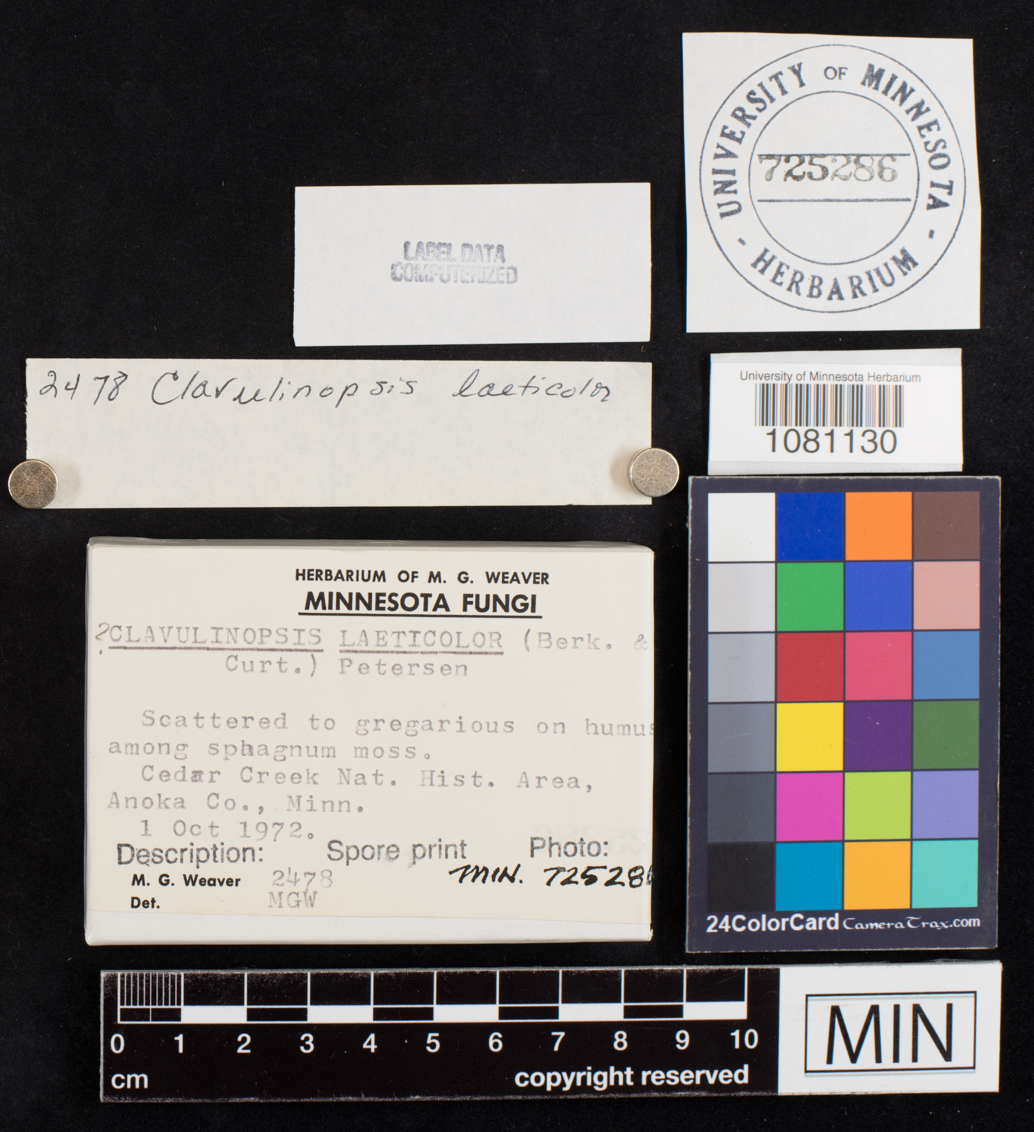 UNIVERSITY OF MINNESOTA
725286
- HERBARIUM -
LABEL DATA
COMPUTERIZED
2478 Clavulinopsis laeticolor
University of Minnesota Herbarium
1081130
HERBARIUM OF M. G. WEAVER
MINNESOTA FUNGI
?CLAVULINOPSIS LAETICOLOR (Berk. &
Curt.) Petersen
Scattered to gregarious on humus
among sphagnum moss.
Cedar Creek Nat. Hist. Area,
Anoka Co., Minn.
1 Oct 1972.
Description: Spore print Photo:
M. G. Weaver 2478 MIN. 725286
Det. MGW
24ColorCard CameraTrax.com
0 1 2 3 4 5 6 7 8 9 10
cm copyright reserved
MIN